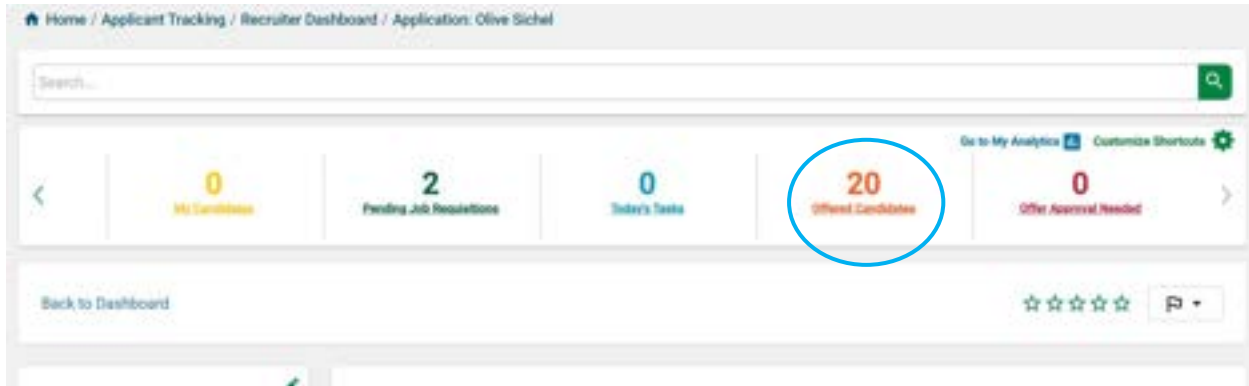 Home / Applicant Tracking / Recruiter Dashboard / Application: Olive Sichel
Search...
Go to My Analytics Customize Shortcuts
0 2 0 20 0
My Candidates Pending Job Requisitions Today's Tasks Offered Candidates Offer Approval Needed
Back to Dashboard